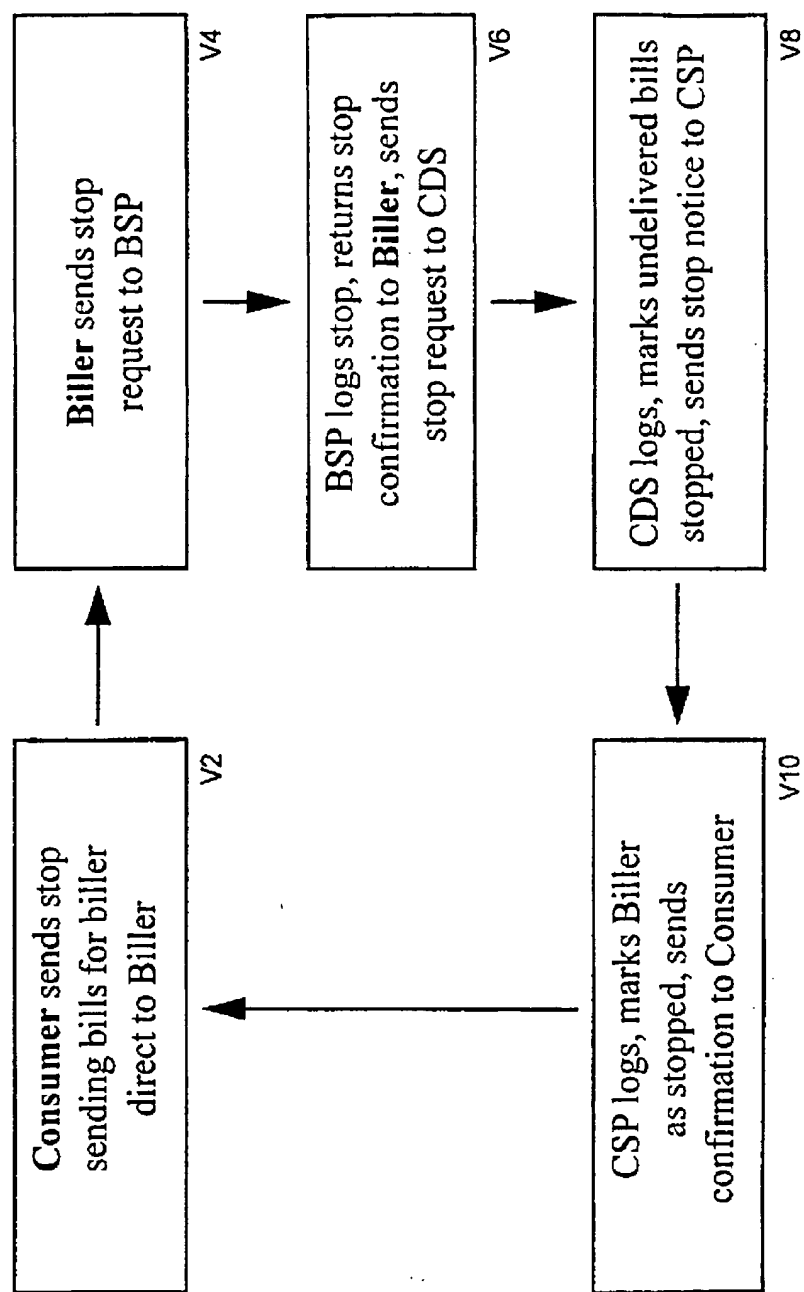 Consumer sends stop
sending bills for biller
direct to Biller
V2
Biller sends stop
request to BSP
V4
BSP logs stop, returns stop
confirmation to Biller, sends
stop request to CDS
V6
CDS logs, marks undelivered bills
stopped, sends stop notice to CSP
V8
CSP logs, marks Biller
as stopped, sends
confirmation to Consumer
V10